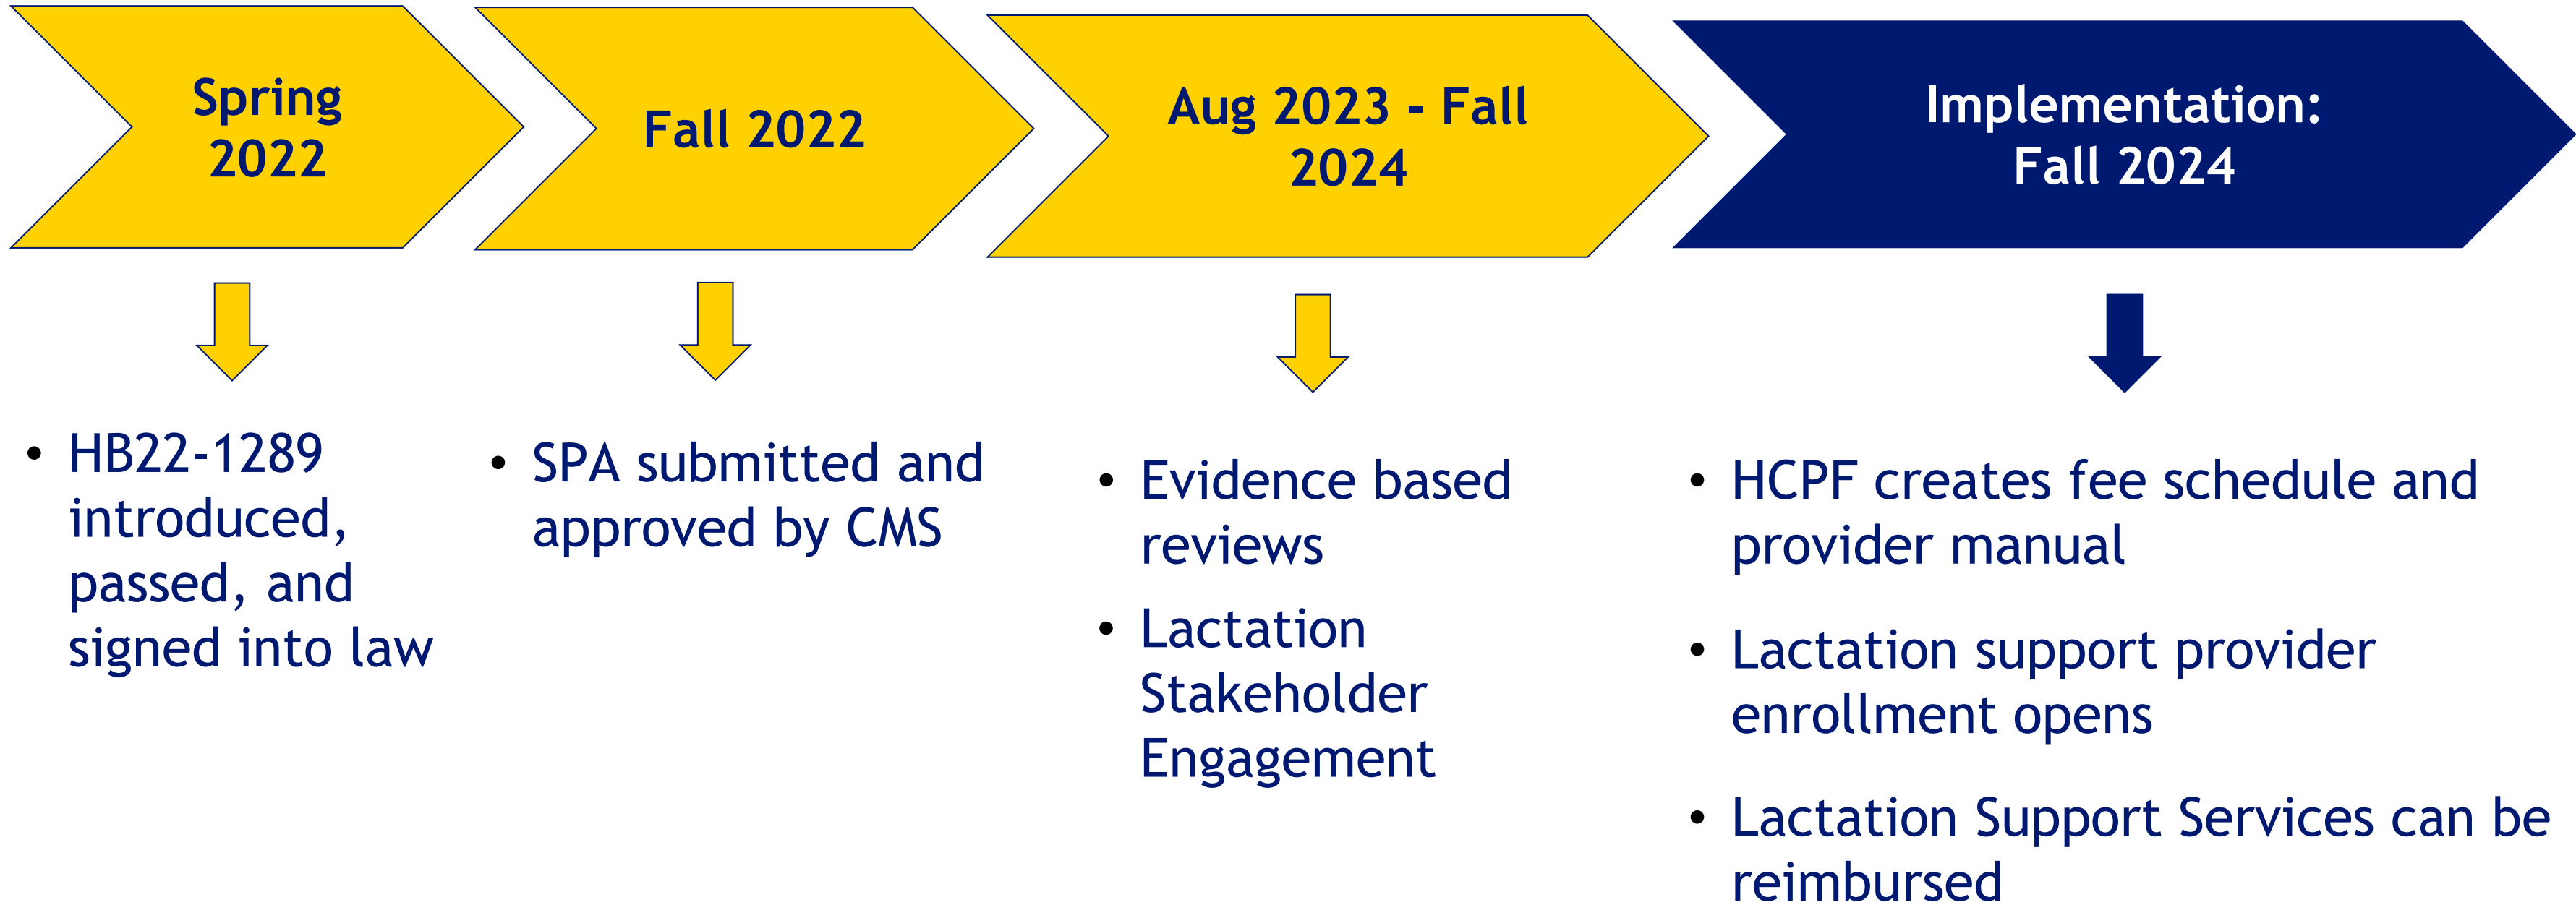 Spring
2022
Fall 2022
Aug 2023 - Fall
2024
Implementation:
Fall 2024
• HB22-1289
introduced,
passed, and
signed into law
• SPA submitted and
approved by CMS
• Evidence based
reviews
• Lactation
Stakeholder
Engagement
• HCPF creates fee schedule and
provider manual
• Lactation support provider
enrollment opens
• Lactation Support Services can be
reimbursed